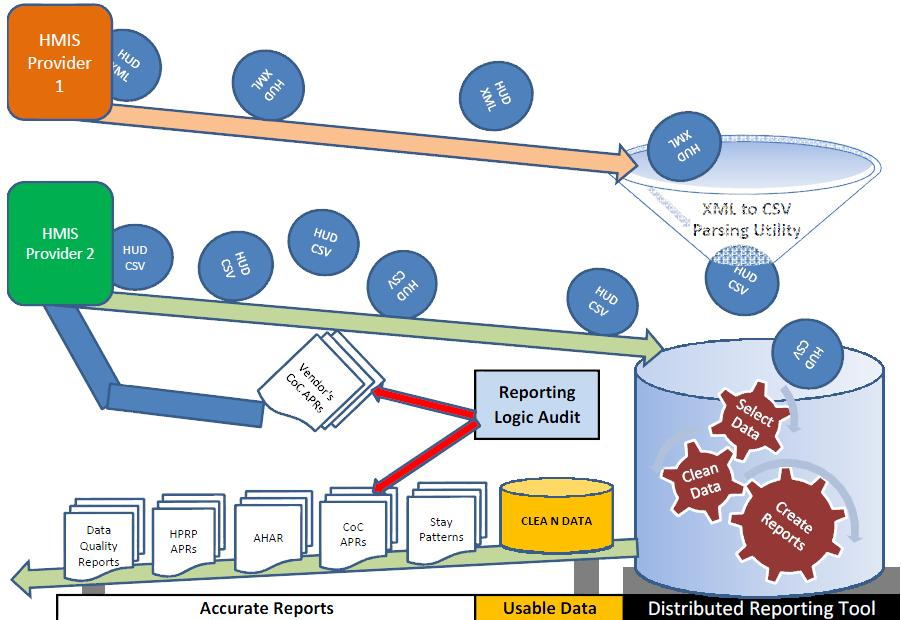 HMIS
Provider
1
HUD
XML
HUD
XML
HUD
XML
HUD
XML
XML to CSV
Parsing Utility
HUD
CSV
HMIS
Provider 2
HUD
CSV
HUD
CSV
HUD
CSV
HUD
CSV
HUD
CSV
HUD
CSV
Vendor's
CoC APRs
Reporting
Logic Audit
Select
Data
Clean
Data
Create
Reports
Data
Quality
Reports
HPRP
APRs
AHAR
CoC
APRs
Stay
Patterns
CLEA N DATA
Accurate Reports
Usable Data
Distributed Reporting Tool